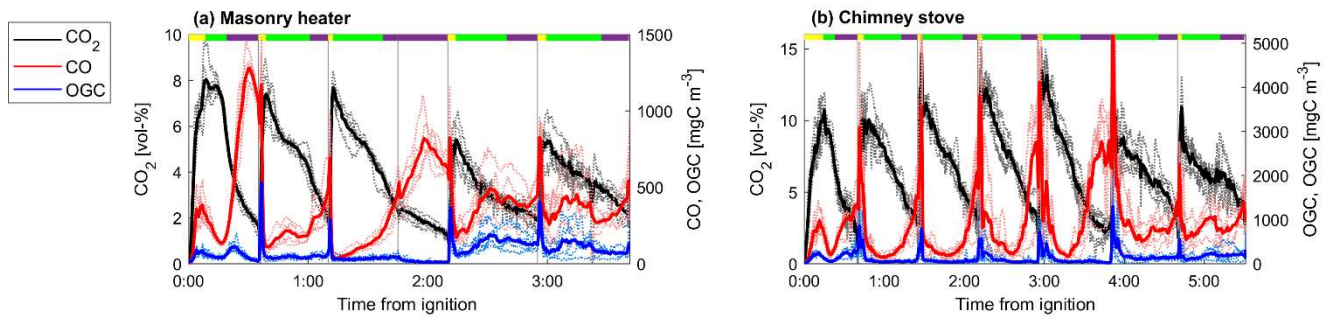 CO2
CO
OGC
(a) Masonry heater
CO2 [vol-%]
10
8
6
4
2
0
0:00
1:00
2:00
3:00
Time from ignition
1500
1000
500
0
CO, OGC [mgC m-3]
(b) Chimney stove
CO2 [vol-%]
15
10
5
0
0:00
1:00
2:00
3:00
4:00
5:00
Time from ignition
5000
4000
3000
2000
1000
0
OGC, CO [mgC m-3]